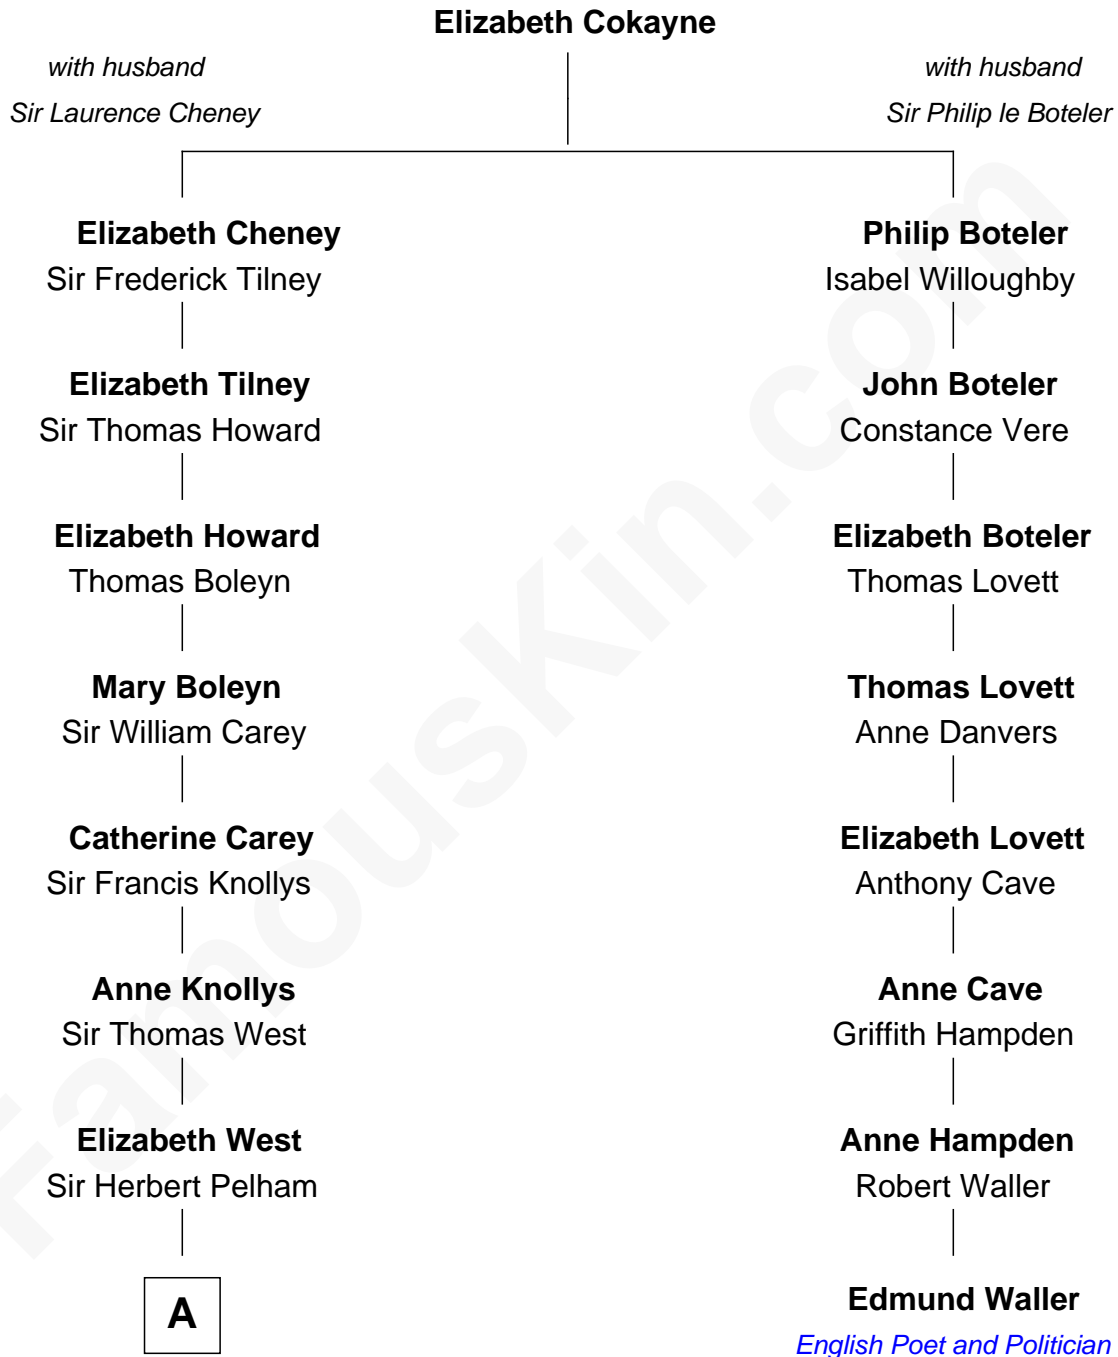 Elizabeth Cokayne
with husband
Sir Laurence Cheney
with husband
Sir Philip le Boteler
Elizabeth Cheney
Sir Frederick Tilney
Philip Boteler
Isabel Willoughby
Elizabeth Tilney
Sir Thomas Howard
John Boteler
Constance Vere
Elizabeth Howard
Thomas Boleyn
Elizabeth Boteler
Thomas Lovett
Mary Boleyn
Sir William Carey
Thomas Lovett
Anne Danvers
Catherine Carey
Sir Francis Knollys
Elizabeth Lovett
Anthony Cave
Anne Knollys
Sir Thomas West
Anne Cave
Griffith Hampden
Elizabeth West
Sir Herbert Pelham
Anne Hampden
Robert Waller
A
Edmund Waller
English Poet and Politician
FamousKin.com